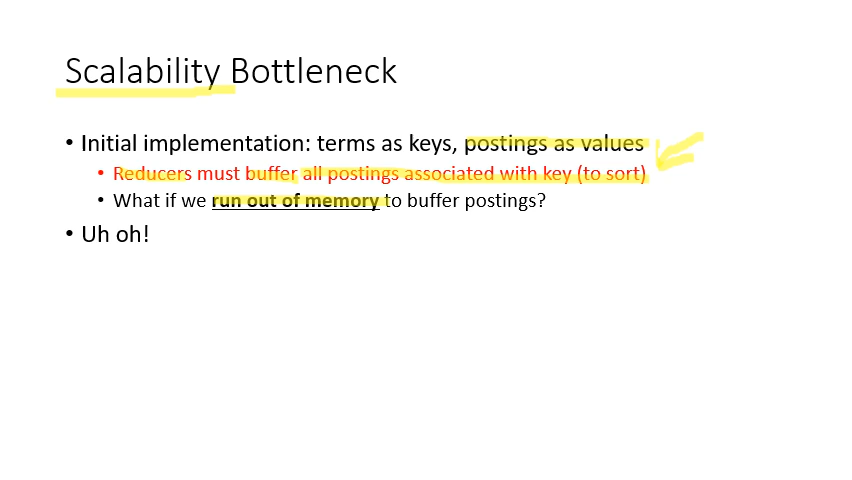 Scalability Bottleneck
• Initial implementation: terms as keys, postings as values
• Reducers must buffer all postings associated with key (to sort)
• What if we run out of memory to buffer postings?
• Uh oh!